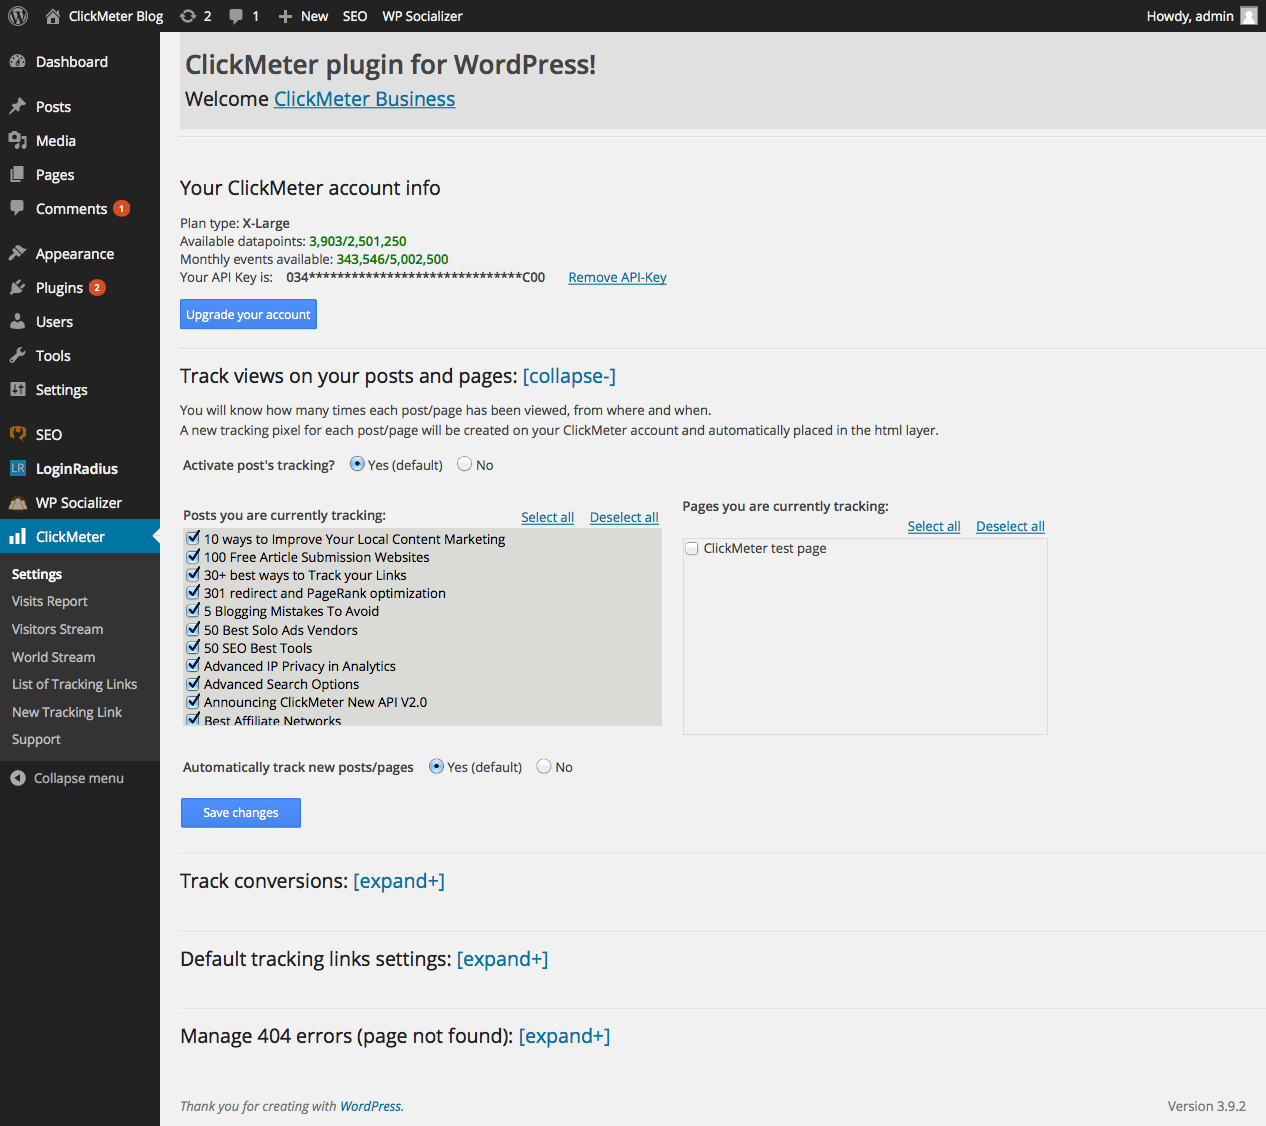 ClickMeter Blog 2 1 New SEO WP Socializer Howdy, admin
Dashboard
Posts
Media
Pages
Comments 1
Appearance
Plugins 2
Users
Tools
Settings
SEO
LR LoginRadius
WP Socializer
ClickMeter
Settings
Visits Report
Visitors Stream
World Stream
List of Tracking Links
New Tracking Link
Support
Collapse menu
ClickMeter plugin for WordPress!
Welcome ClickMeter Business
Your ClickMeter account info
Plan type: X-Large
Available datapoints: 3,903/2,501,250
Monthly events available: 343,546/5,002,500
Your API Key is: 034******************************C00 Remove API-Key
Upgrade your account
Track views on your posts and pages: [collapse-]
You will know how many times each post/page has been viewed, from where and when.
A new tracking pixel for each post/page will be created on your ClickMeter account and automatically placed in the html layer.
Activate post's tracking? Yes (default) No
Posts you are currently tracking: Select all Deselect all
10 ways to Improve Your Local Content Marketing
100 Free Article Submission Websites
30+ best ways to Track your Links
301 redirect and PageRank optimization
5 Blogging Mistakes To Avoid
50 Best Solo Ads Vendors
50 SEO Best Tools
Advanced IP Privacy in Analytics
Advanced Search Options
Announcing ClickMeter New API V2.0
Best Affiliate Networks
Pages you are currently tracking:
Select all Deselect all
ClickMeter test page
Automatically track new posts/pages Yes (default) No
Save changes
Track conversions: [expand+]
Default tracking links settings: [expand+]
Manage 404 errors (page not found): [expand+]
Thank you for creating with WordPress. Version 3.9.2